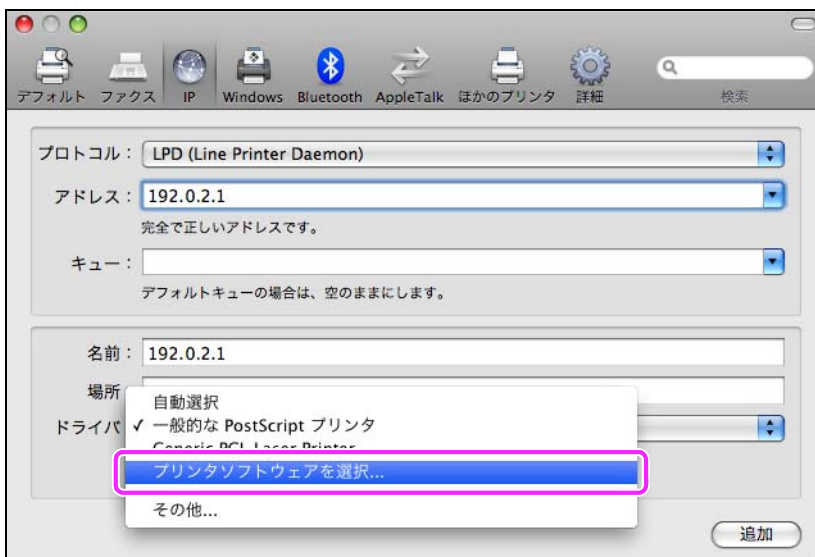 デフォルト ファクス IP Windows Bluetooth AppleTalk ほかのプリンタ 詳細 検索
プロトコル： LPD (Line Printer Daemon)
アドレス： 192.0.2.1
完全で正しいアドレスです。
キュー：
デフォルトキューの場合は、空のままにします。
名前： 192.0.2.1
場所
自動選択
ドライバ ✓ 一般的な PostScript プリンタ
Generic PCL Laser Printer
プリンタソフトウェアを選択...
その他...
追加